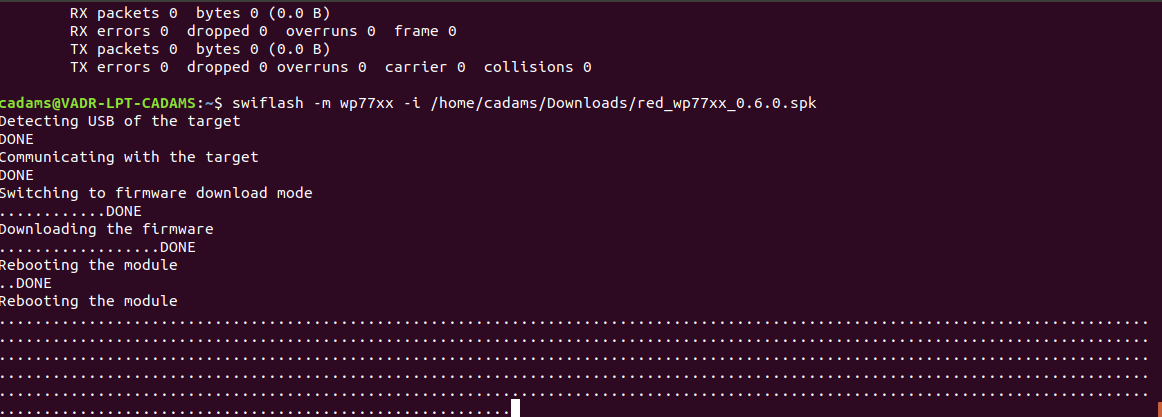 RX packets 0  bytes 0 (0.0 B)
RX errors 0  dropped 0  overruns 0  frame 0
TX packets 0  bytes 0 (0.0 B)
TX errors 0  dropped 0 overruns 0  carrier 0  collisions 0
cadams@VADR-LPT-CADAMS:~$ swiflash -m wp77xx -i /home/cadams/Downloads/red_wp77xx_0.6.0.spk
Detecting USB of the target
DONE
Communicating with the target
DONE
Switching to firmware download mode
............DONE
Downloading the firmware
..................DONE
Rebooting the module
..DONE
Rebooting the module
................................................................................................................................
................................................................................................................................
................................................................................................................................
................................................................................................................................
................................................................................................................................
.........................................................